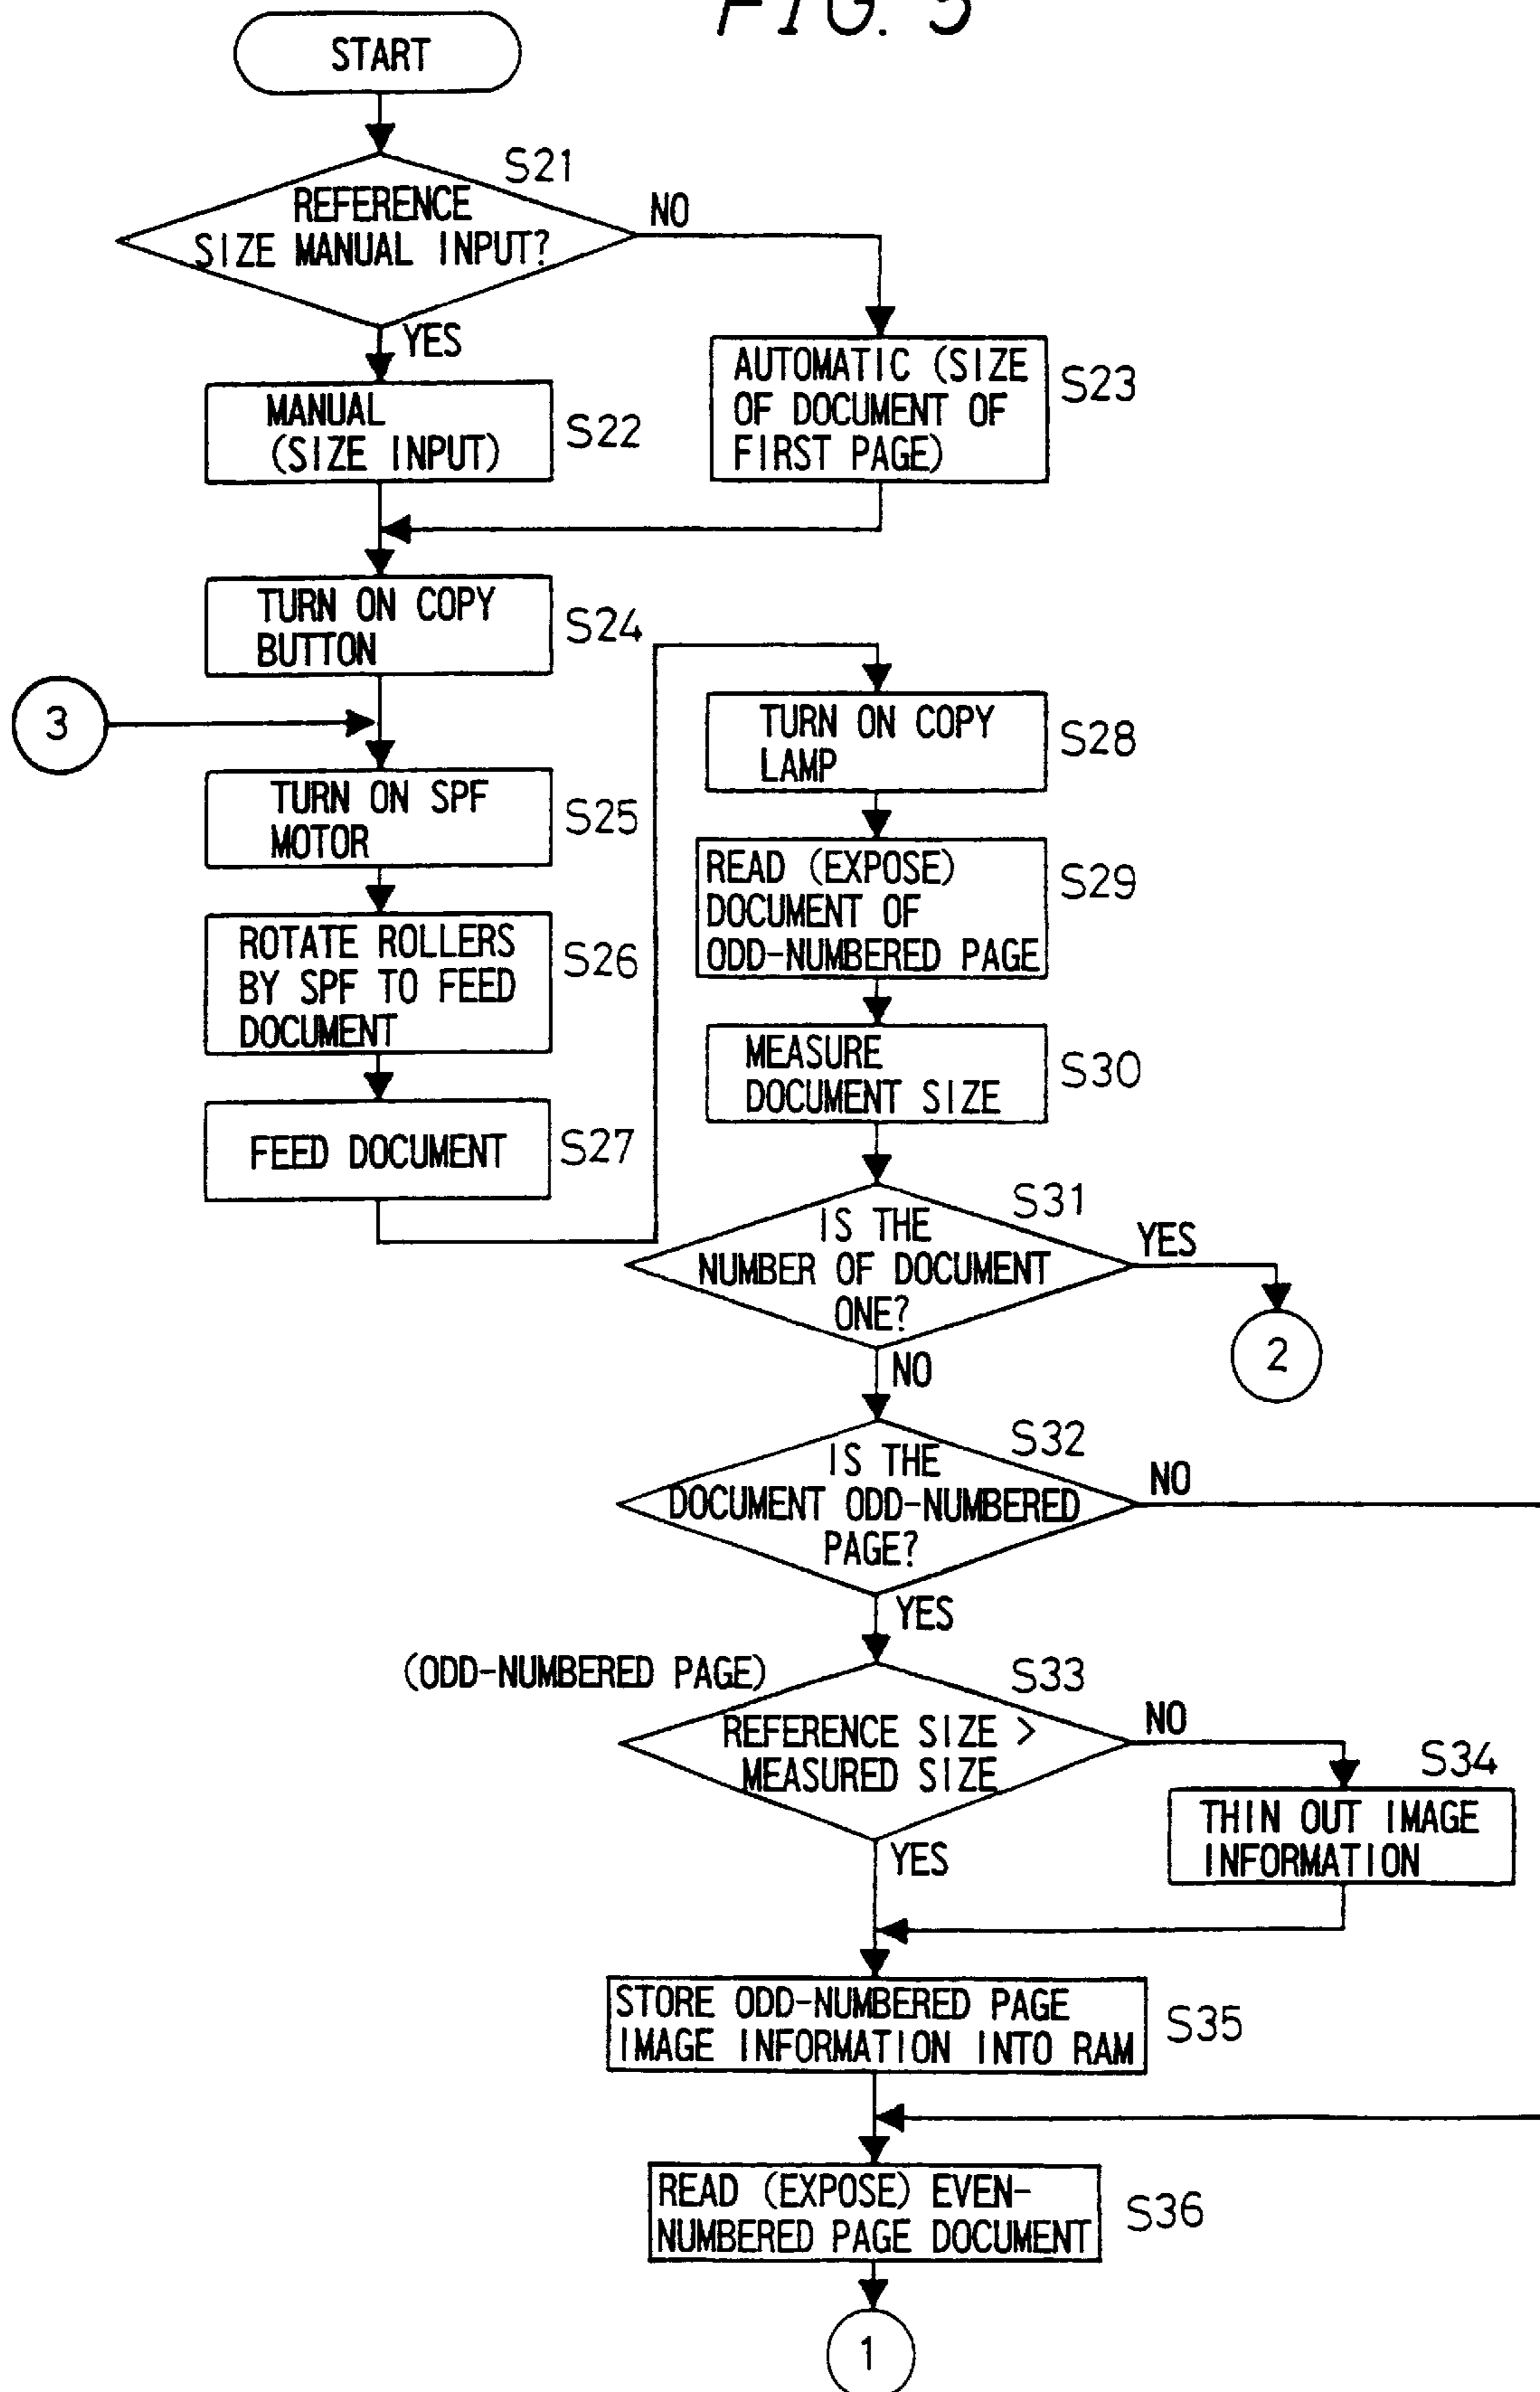 FIG. 5
START
S21
REFERENCE
SIZE MANUAL INPUT?
NO
YES
MANUAL
(SIZE INPUT)
S22
AUTOMATIC (SIZE
OF DOCUMENT OF
FIRST PAGE)
S23
TURN ON COPY
BUTTON
S24
3
TURN ON SPF
MOTOR
S25
ROTATE ROLLERS
BY SPF TO FEED
DOCUMENT
S26
FEED DOCUMENT
S27
TURN ON COPY
LAMP
S28
READ (EXPOSE)
DOCUMENT OF
ODD-NUMBERED PAGE
S29
MEASURE
DOCUMENT SIZE
S30
S31
IS THE
NUMBER OF DOCUMENT
ONE?
YES
2
NO
S32
IS THE
DOCUMENT ODD-NUMBERED
PAGE?
NO
YES
(ODD-NUMBERED PAGE)
S33
REFERENCE SIZE >
MEASURED SIZE
NO
S34
THIN OUT IMAGE
INFORMATION
YES
STORE ODD-NUMBERED PAGE
IMAGE INFORMATION INTO RAM
S35
READ (EXPOSE) EVEN-
NUMBERED PAGE DOCUMENT
S36
1